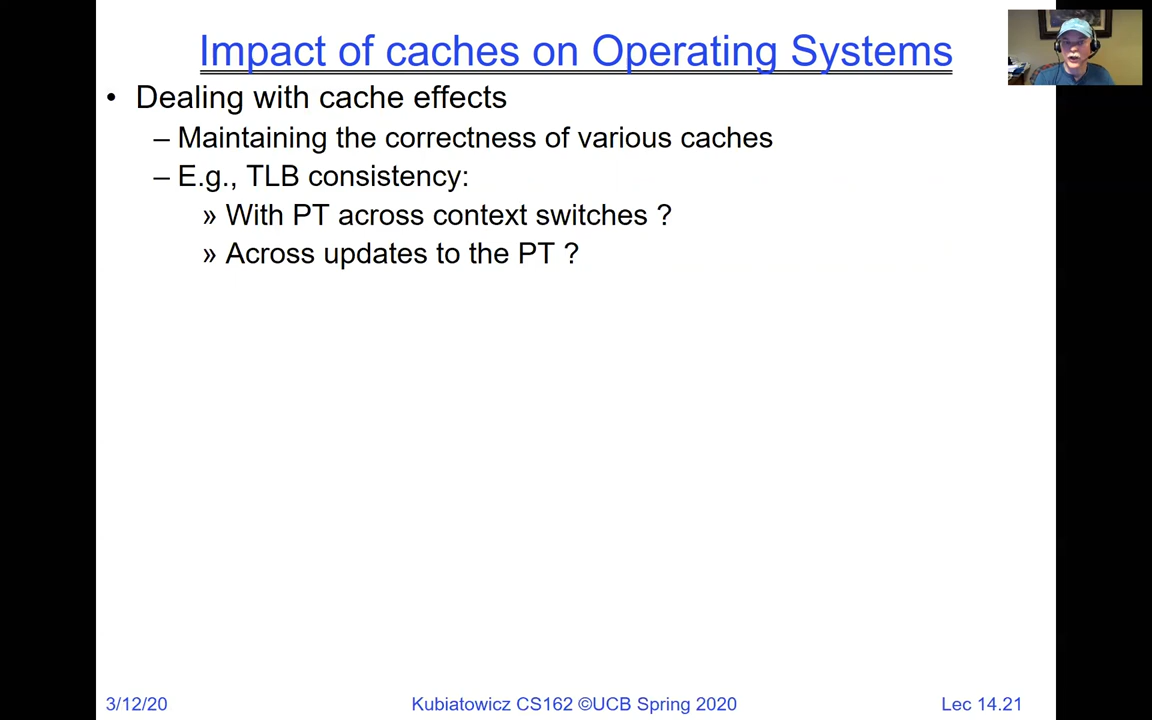 Impact of caches on Operating Systems
• Dealing with cache effects
– Maintaining the correctness of various caches
– E.g., TLB consistency:
» With PT across context switches ?
» Across updates to the PT ?
3/12/20
Kubiatowicz CS162 ©UCB Spring 2020
Lec 14.21